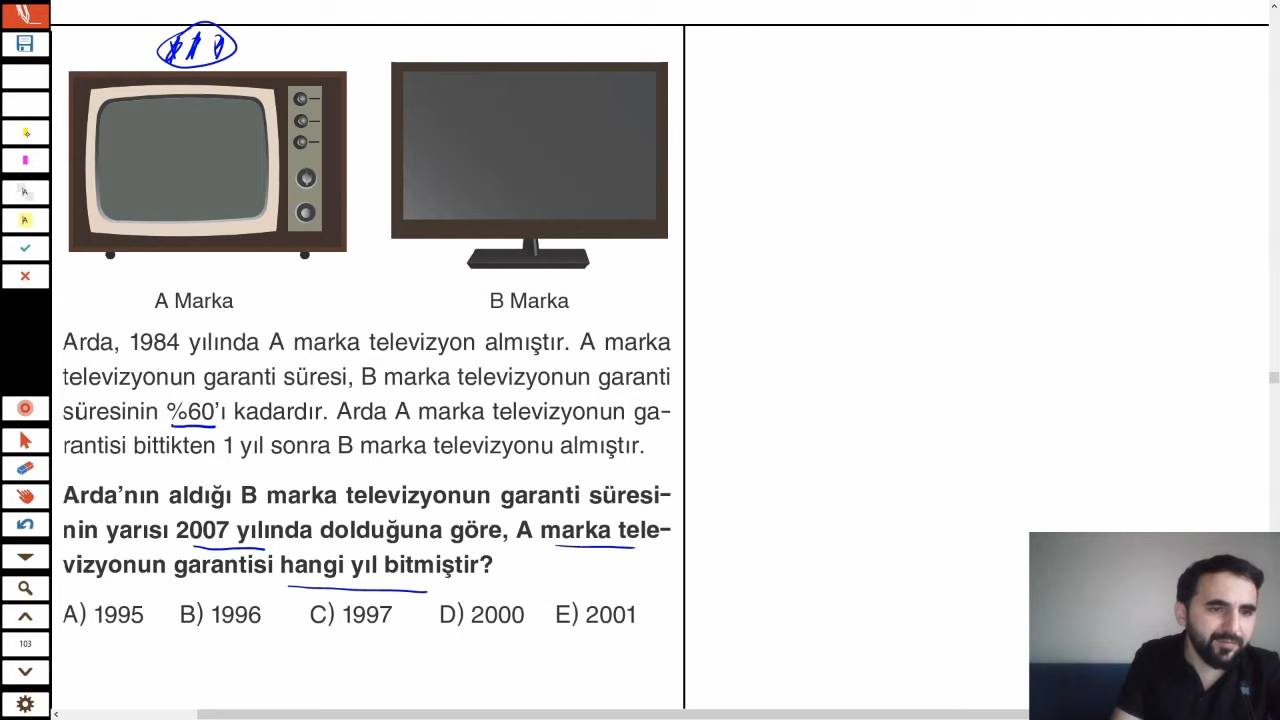 A Marka
B Marka
Arda, 1984 yılında A marka televizyon almıştır. A marka
televizyonun garanti süresi, B marka televizyonun garanti
süresinin %60'ı kadardır. Arda A marka televizyonun ga-
rantisi bittikten 1 yıl sonra B marka televizyonu almıştır.
Arda'nın aldığı B marka televizyonun garanti süresi-
nin yarısı 2007 yılında dolduğuna göre, A marka tele-
vizyonun garantisi hangi yıl bitmiştir?
A) 1995 B) 1996 C) 1997 D) 2000 E) 2001
A
A
103